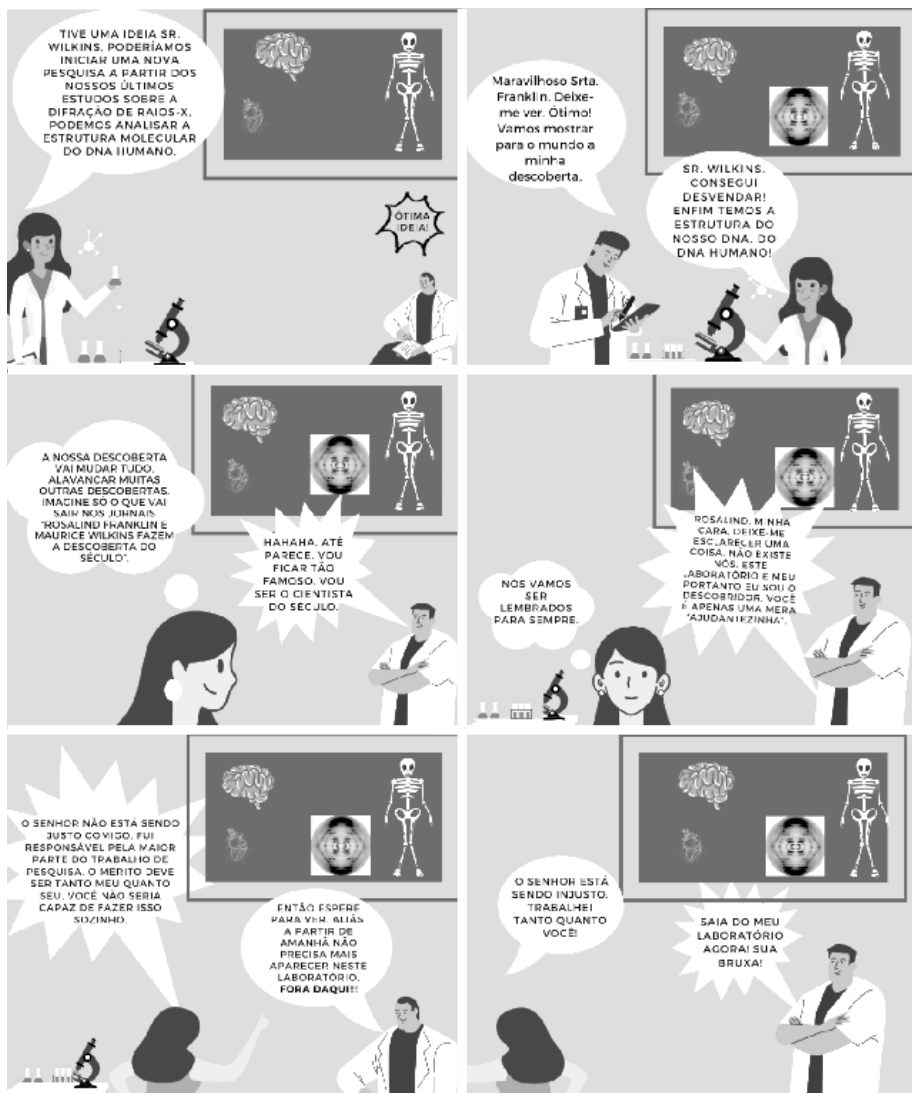 TIVE UMA IDEIA SR.
WILKINS, PODERÍAMOS
INICIAR UMA NOVA
PESQUISA A PARTIR DOS
NOSSOS ÚLTIMOS
ESTUDOS SOBRE A
DIFRAÇÃO DE RAIOS-X,
PODEMOS ANALISAR A
ESTRUTURA MOLECULAR
DO DNA HUMANO.
ÓTIMA
IDEIA!
Maravilhoso Srta.
Franklin. Deixe-
me ver. Ótimo!
Vamos mostrar
para o mundo a
minha
descoberta.
SR. WILKINS,
CONSEGUI
DESVENDAR!
ENFIM TEMOS A
ESTRUTURA DO
NOSSO DNA, DO
DNA HUMANO!
A NOSSA DESCOBERTA
VAI MUDAR TUDO,
ALAVANCAR MUITAS
OUTRAS DESCOBERTAS.
IMAGINE SÓ O QUE VAI
SAIR NOS JORNAIS
"ROSALIND FRANKLIN E
MAURICE WILKINS FAZEM
A DESCOBERTA DO
SÉCULO".
HAHAHA, ATÉ
PARECE, VOU
FICAR TÃO
FAMOSO, VOU
SER O CIENTISTA
DO SÉCULO.
NÓS VAMOS
SER
LEMBRADOS
PARA SEMPRE.
ROSALIND, MINHA
CARA, DEIXE-ME
ESCLARECER UMA
COISA, NÃO EXISTE
NÓS, ESTE
LABORATÓRIO É MEU
PORTANTO EU SOU O
DESCOBRIDOR, VOCÊ
É APENAS UMA MERA
"AJUDANTEZINHA".
O SENHOR NÃO ESTÁ SENDO
JUSTO COMIGO, FUI
RESPONSÁVEL PELA MAIOR
PARTE DO TRABALHO DE
PESQUISA. O MÉRITO DEVE
SER TANTO MEU QUANTO
SEU. VOCÊ NÃO SERIA
CAPAZ DE FAZER ISSO
SOZINHO.
ENTÃO ESPERE
PARA VER. ALIÁS
A PARTIR DE
AMANHÃ NÃO
PRECISA MAIS
APARECER NESTE
LABORATÓRIO.
FORA DAQUI!!!
O SENHOR ESTÁ
SENDO INJUSTO,
TRABALHEI
TANTO QUANTO
VOCÊ!
SAIA DO MEU
LABORATÓRIO
AGORA! SUA
BRUXA!